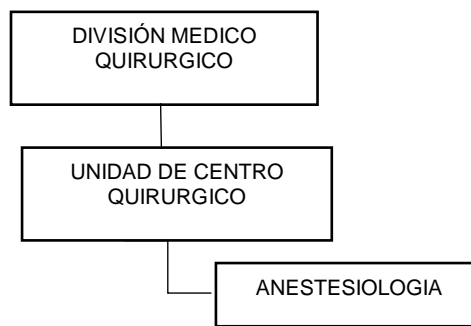 DIVISIÓN MEDICO
QUIRURGICO
UNIDAD DE CENTRO
QUIRURGICO
ANESTESIOLOGIA